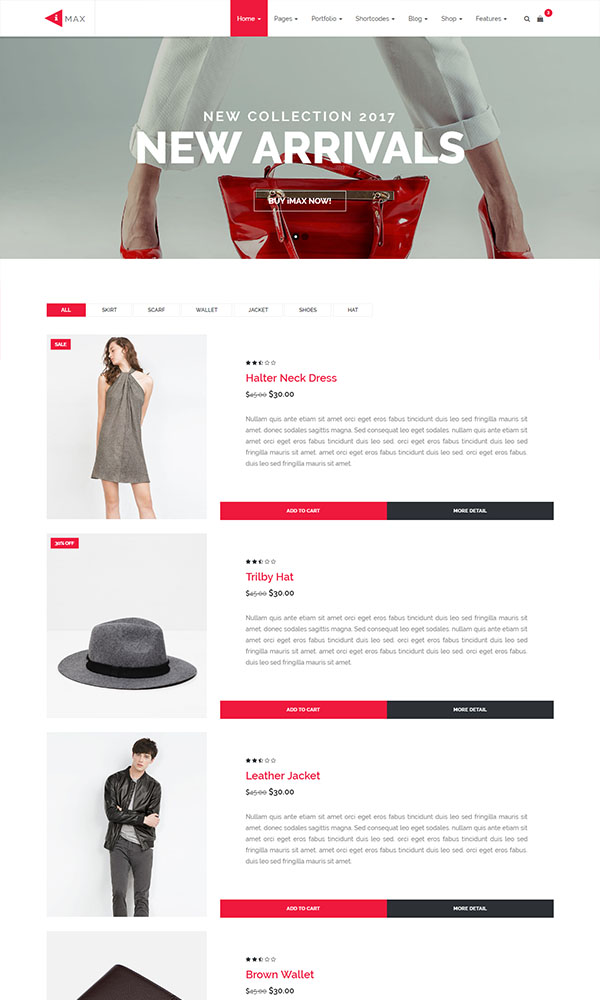 i MAX
Home Pages Portfolio Shortcodes Blog Shop Features 3
NEW COLLECTION 2017
NEW ARRIVALS
BUY iMAX NOW!
ALL SKIRT SCARF WALLET JACKET SHOES HAT
SALE
Halter Neck Dress
$45.00 $30.00
Nullam quis ante etiam sit amet orci eget eros fabus tincidunt duis leo sed fringilla mauris sit
amet. donec sodales sagittis magna. Sed consequat leo eget sodales. nullam quis ante etiam sit
amet orci eget eros fabus tincidunt duis leo sed. orci eget eros fabus tincidunt duis leo
sed. orci eget eros fabus tincidunt. amet orci eget eros fabus tincidunt duis leo sed. orci eget eros fabus tincidunt
duis leo sed fringilla mauris sit amet.
ADD TO CART MORE DETAIL
30% OFF
Trilby Hat
$45.00 $30.00
Nullam quis ante etiam sit amet orci eget eros fabus tincidunt duis leo sed fringilla mauris sit
amet. donec sodales sagittis magna. Sed consequat leo eget sodales. nullam quis ante etiam sit
amet orci eget eros fabus tincidunt duis leo sed. orci eget eros fabus tincidunt duis leo
sed. amet orci eget eros fabus tincidunt duis leo sed. orci eget eros fabus tincidunt
duis leo sed fringilla mauris sit amet.
ADD TO CART MORE DETAIL
Leather Jacket
$45.00 $30.00
Nullam quis ante etiam sit amet orci eget eros fabus tincidunt duis leo sed fringilla mauris sit
amet. donec sodales sagittis magna. Sed consequat leo eget sodales. nullam quis ante etiam sit
amet orci eget eros fabus tincidunt duis leo sed. orci eget eros fabus tincidunt duis leo
sed. amet orci eget eros fabus tincidunt duis leo sed. orci eget eros fabus tincidunt
duis leo sed fringilla mauris sit amet.
ADD TO CART MORE DETAIL
Brown Wallet
$45.00 $30.00